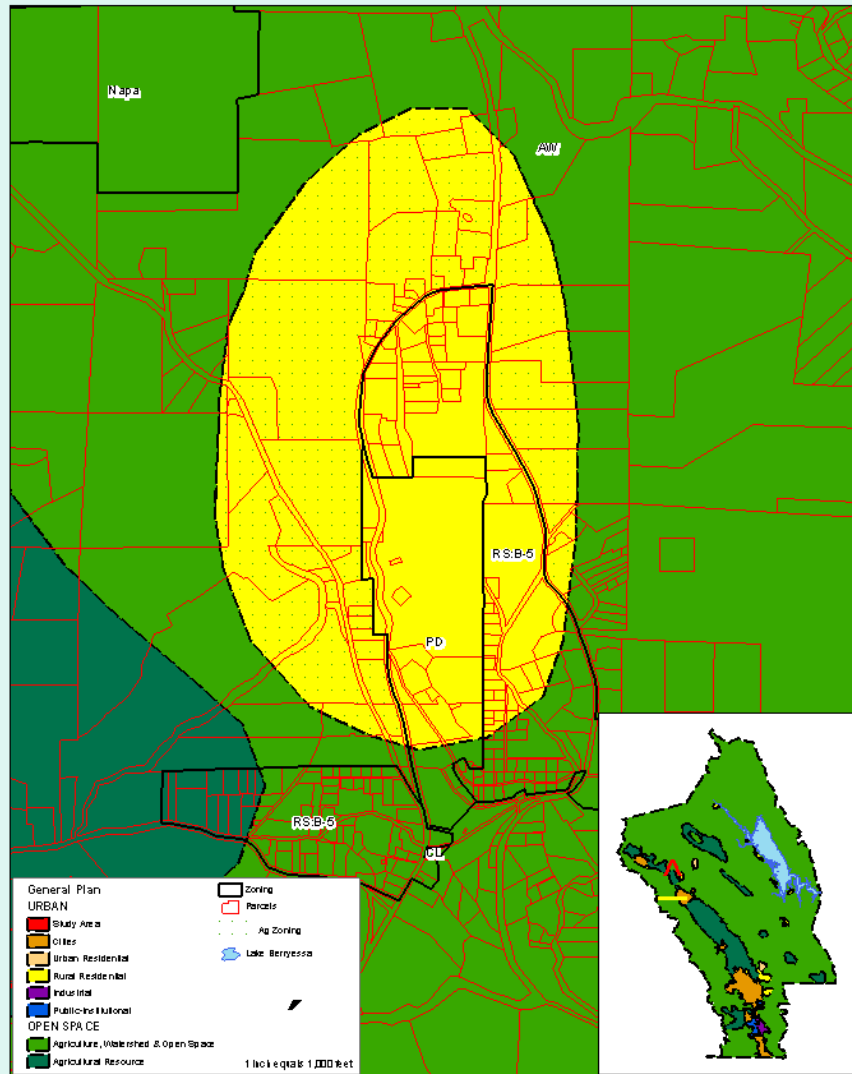 Napa
AW
RS:B-5
PD
RS:B-5
CL
General Plan
URBAN
Study Area
Cities
Urban Residential
Rural Residential
Industrial
Public-Institutional
OPEN SPACE
Agriculture, Watershed & Open Space
Agricultural Resource
Zoning
Parcels
Ag Zoning
Lake Berryessa
1 inch equals 1,000 feet